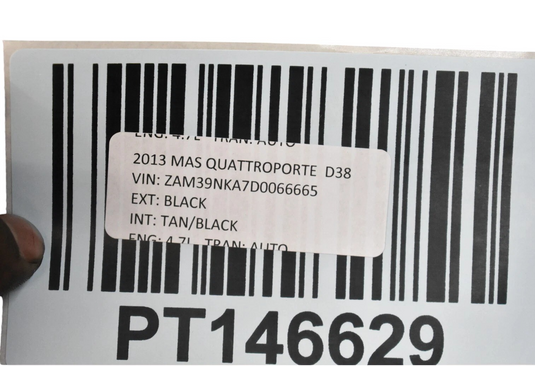 ENG: 4.7L TRAN: AUTO
2013 MAS QUATTROPORTE D38
VIN: ZAM39NKA7D0066665
EXT: BLACK
INT: TAN/BLACK
ENG: 4.7L TRAN: AUTO
PT146629